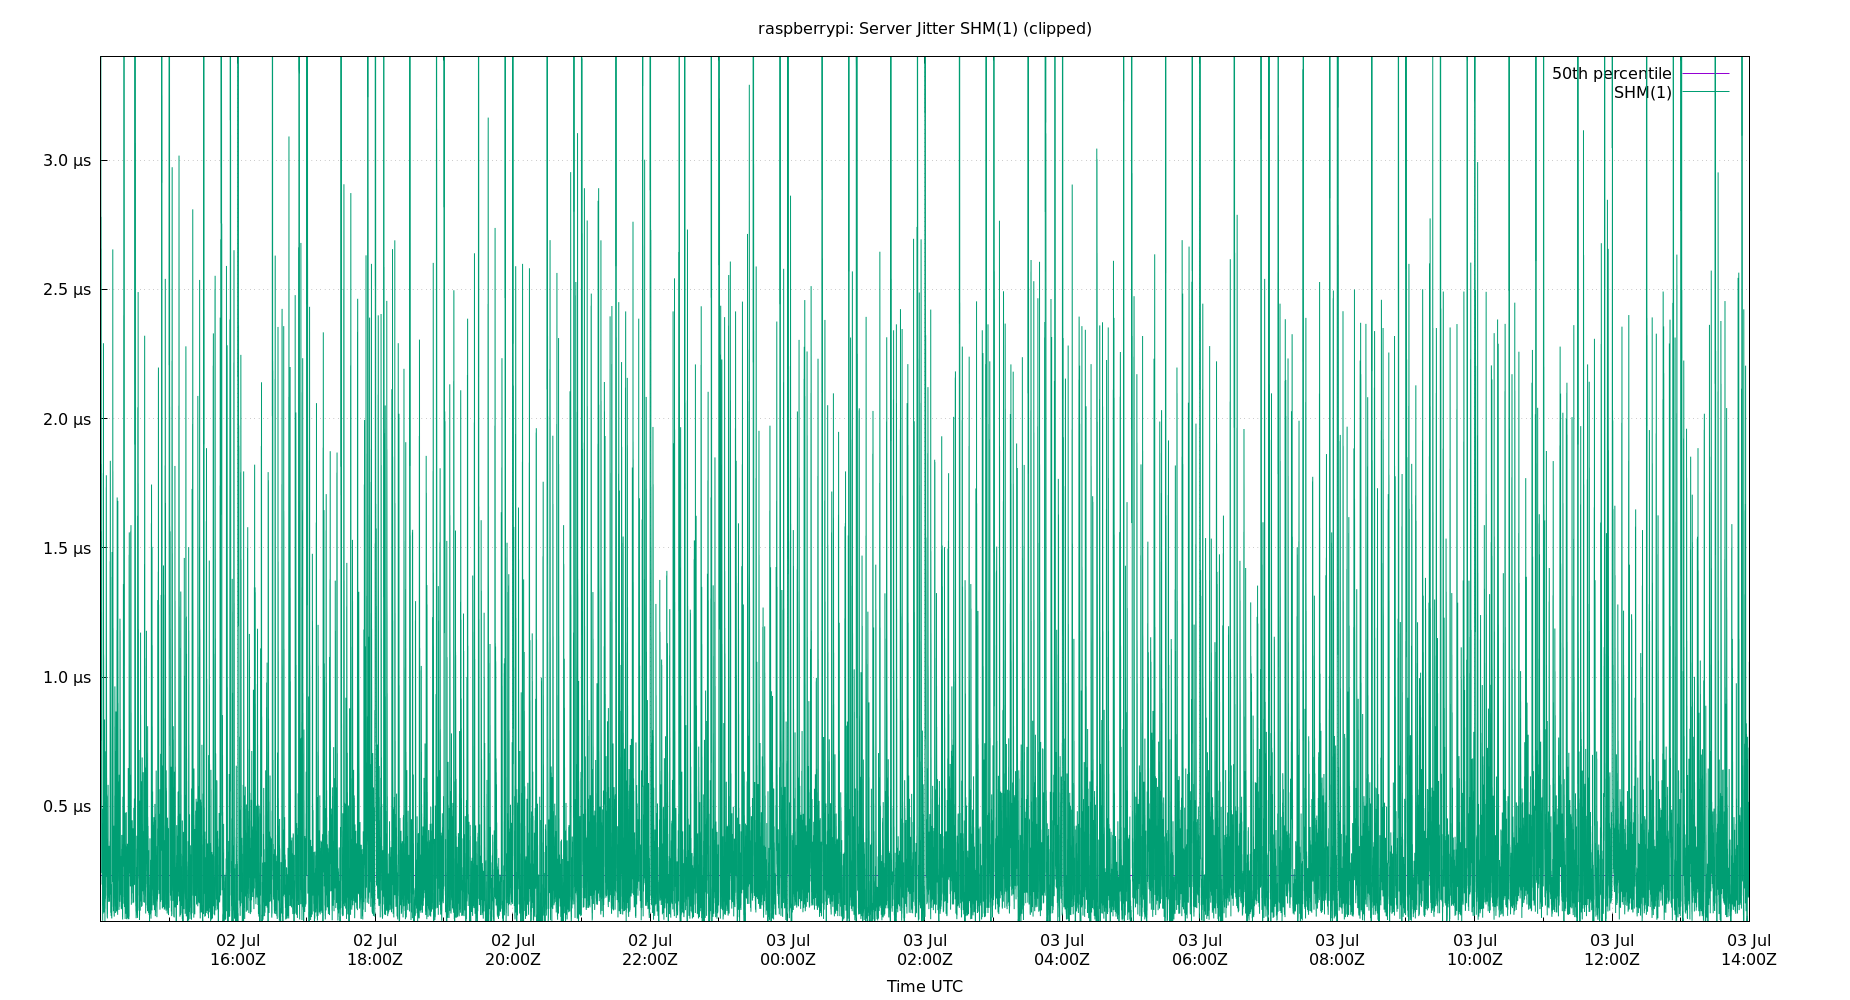 raspberrypi: Server Jitter SHM(1) (clipped)
50th percentile
SHM(1)
3.0 µs
2.5 µs
2.0 µs
1.5 µs
1.0 µs
0.5 µs
02 Jul 02 Jul 02 Jul 02 Jul 03 Jul 03 Jul 03 Jul 03 Jul 03 Jul 03 Jul 03 Jul 03 Jul
16:00Z 18:00Z 20:00Z 22:00Z 00:00Z 02:00Z 04:00Z 06:00Z 08:00Z 10:00Z 12:00Z 14:00Z
Time UTC